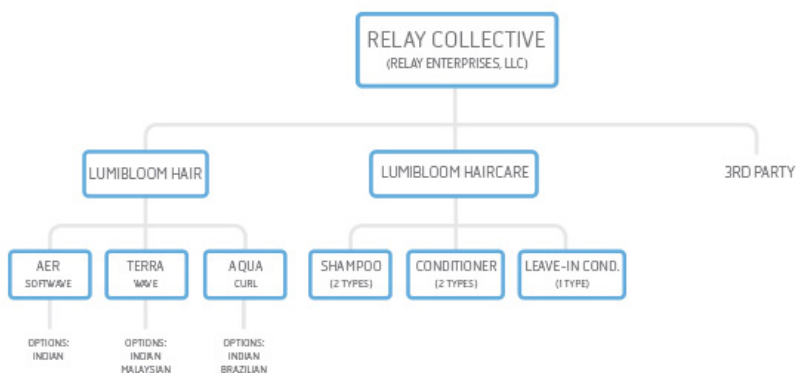 RELAY COLLECTIVE
(RELAY ENTERPRISES, LLC)
LUMIBLOOM HAIR
LUMIBLOOM HAIRCARE
3RD PARTY
AER
SOFTWAVE
TERRA
WAVE
AQUA
CURL
SHAMPOO
(2 TYPES)
CONDITIONER
(2 TYPES)
LEAVE-IN COND.
(1 TYPE)
OPTIONS:
INDIAN
OPTIONS:
INDIAN
MALAYSIAN
OPTIONS:
INDIAN
BRAZILIAN